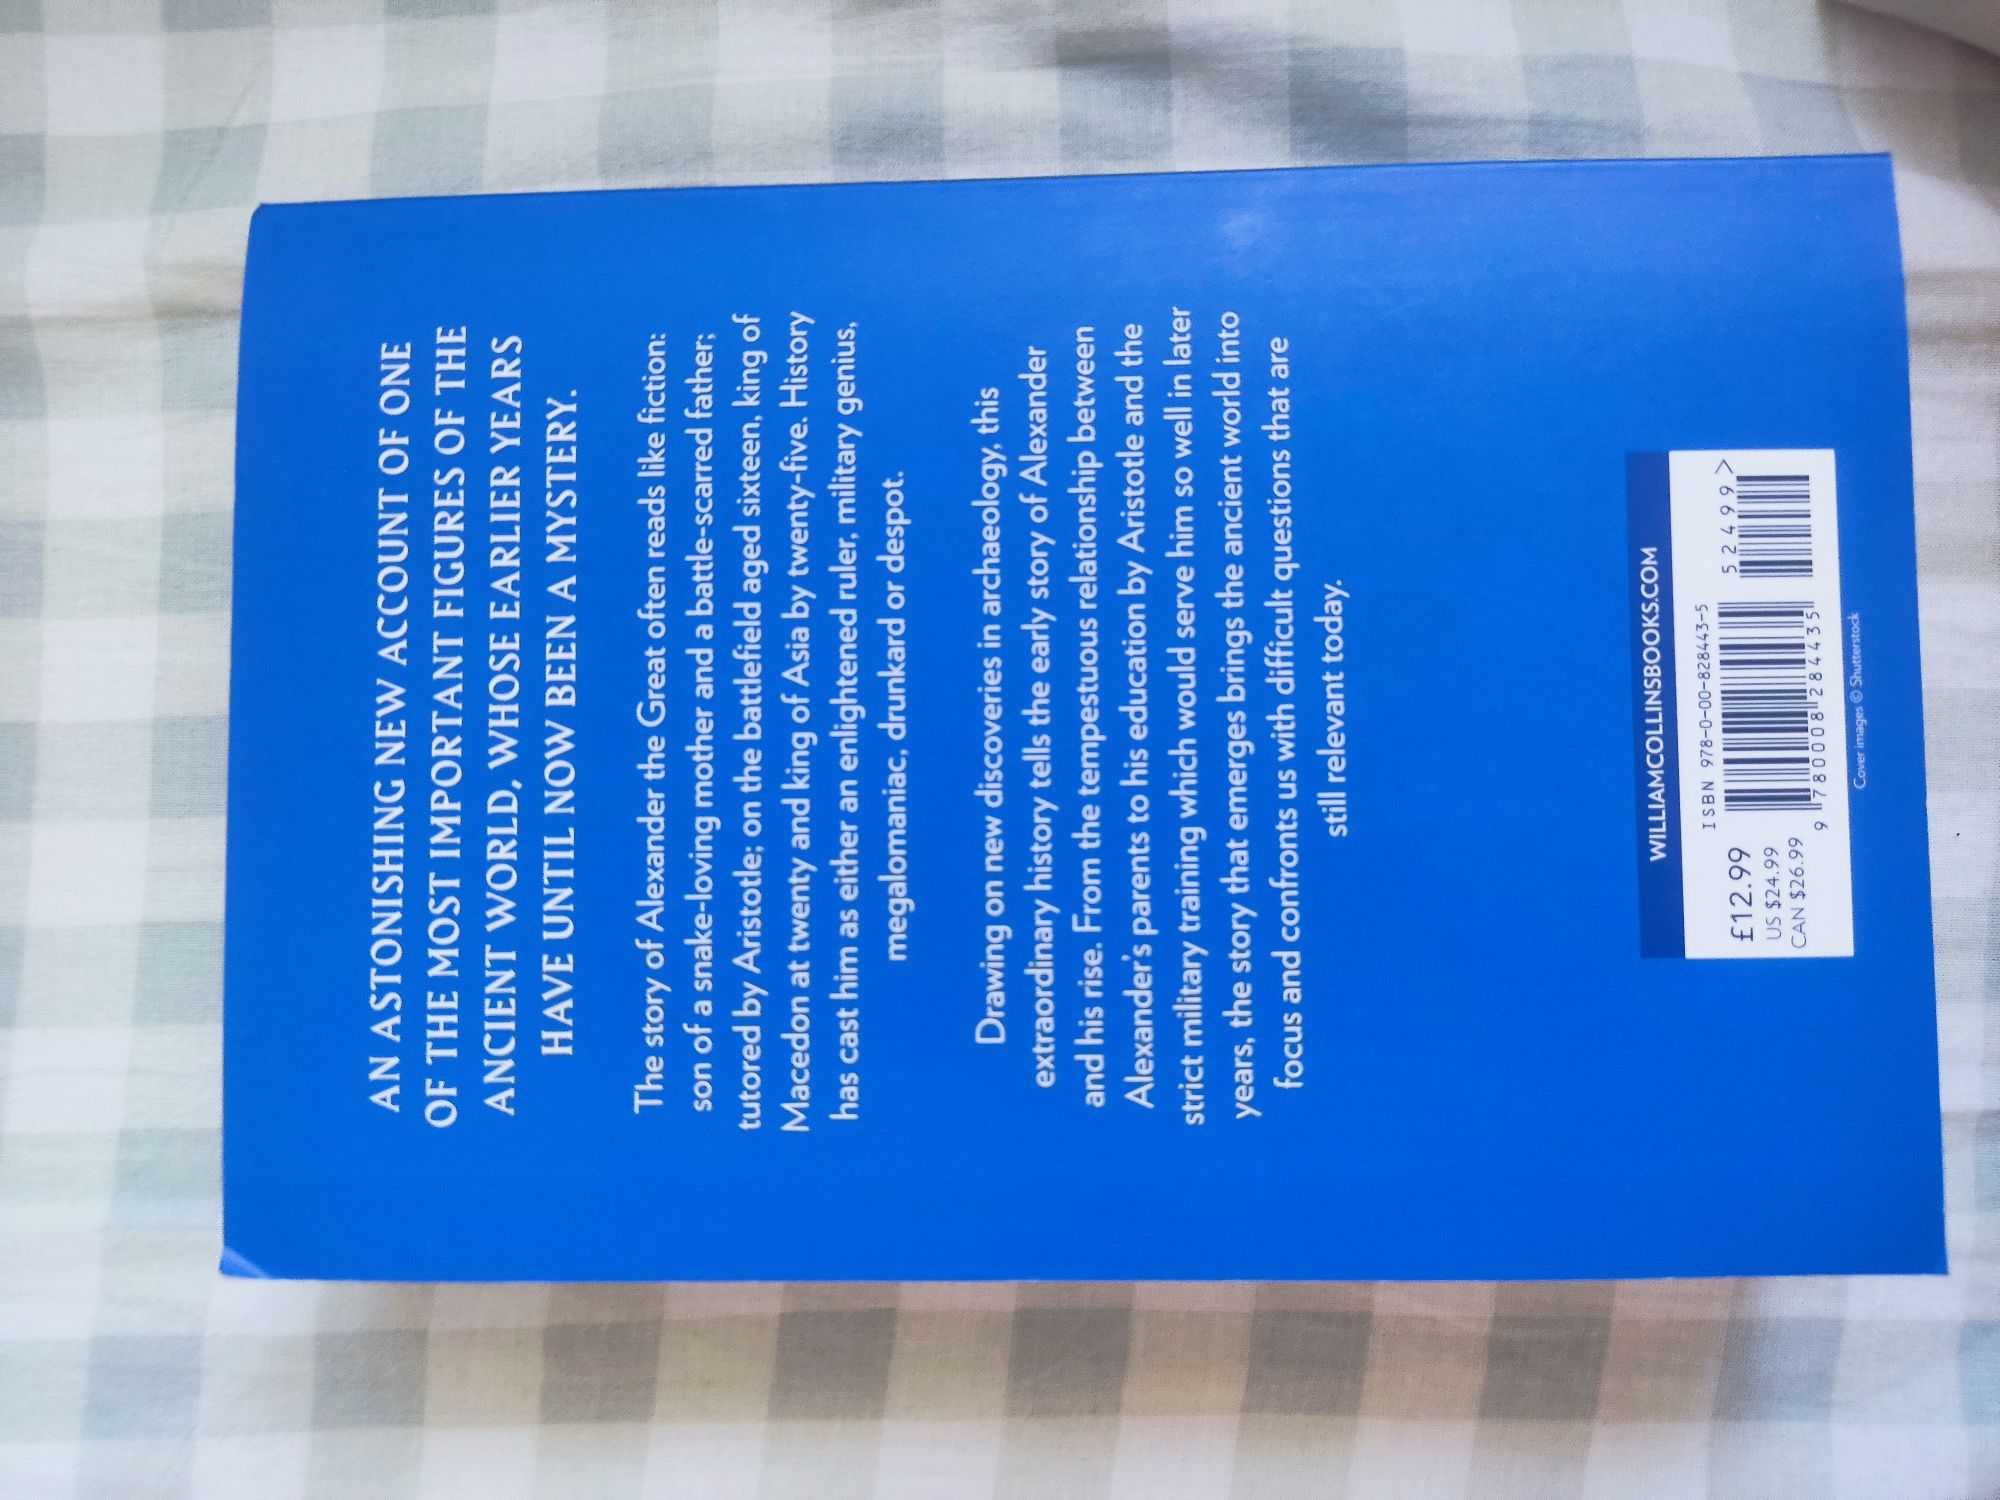 AN ASTONISHING NEW ACCOUNT OF ONE
OF THE MOST IMPORTANT FIGURES OF THE
ANCIENT WORLD, WHOSE EARLIER YEARS
HAVE UNTIL NOW BEEN A MYSTERY.
The story of Alexander the Great often reads like fiction:
son of a snake-loving mother and a battle-scarred father;
tutored by Aristotle; on the battlefield aged sixteen, king of
Macedon at twenty and king of Asia by twenty-five. History
has cast him as either an enlightened ruler, military genius,
megalomaniac, drunkard or despot.
Drawing on new discoveries in archaeology, this
extraordinary history tells the early story of Alexander
and his rise. From the tempestuous relationship between
Alexander's parents to his education by Aristotle and the
strict military training which would serve him so well in later
years, the story that emerges brings the ancient world into
focus and confronts us with difficult questions that are
still relevant today.
WILLIAMCOLLINSBOOKS.COM
ISBN 978-0-00-828443-5
£12.99
US $24.99
CAN $26.99
52499>
9 780008 284435
Cover images © Shutterstock